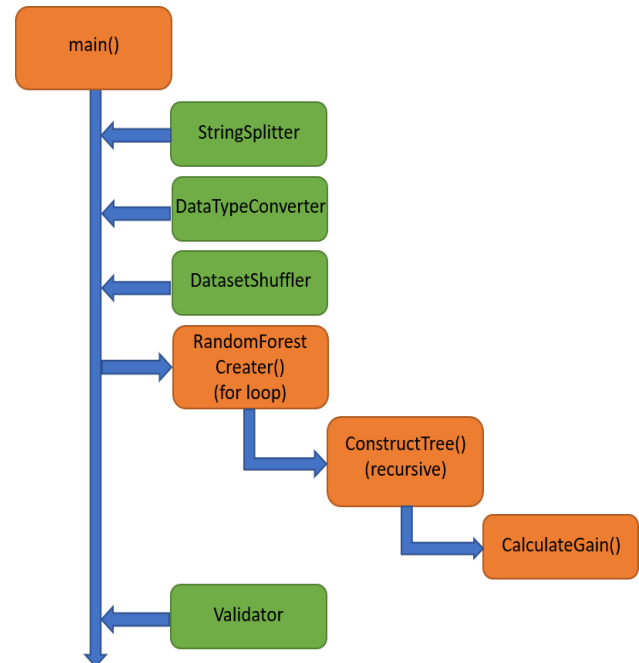 main()
StringSplitter
DataTypeConverter
DatasetShuffler
RandomForest
Creater()
(for loop)
ConstructTree()
(recursive)
CalculateGain()
Validator